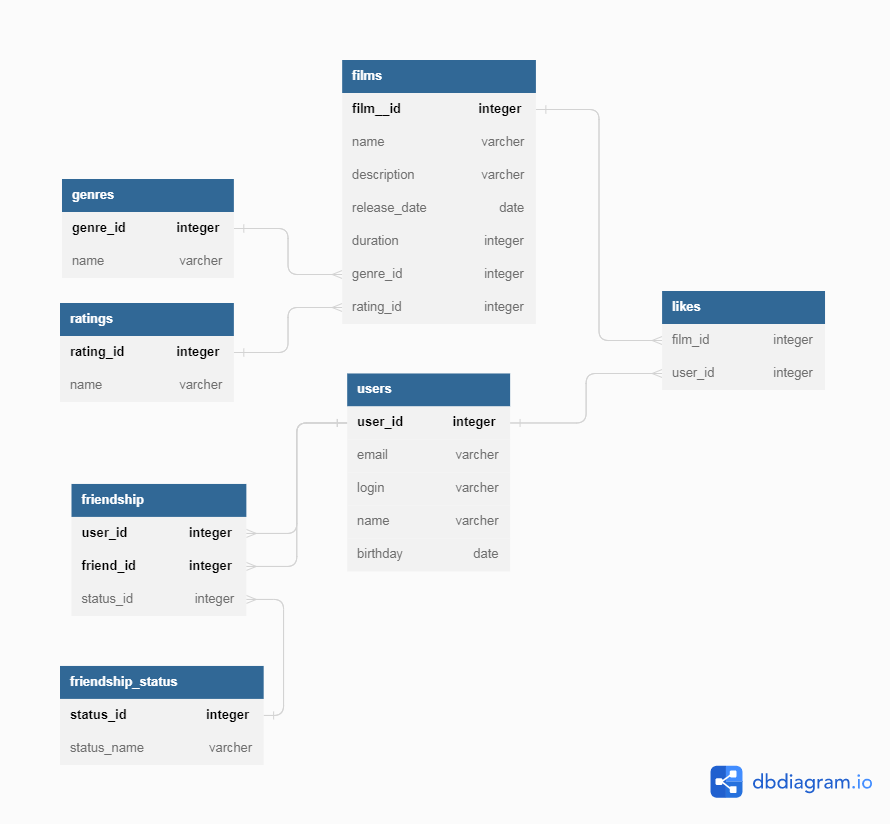 films
film__id integer
name varcher
description varcher
release_date date
duration integer
genre_id integer
rating_id integer
genres
genre_id integer
name varcher
ratings
rating_id integer
name varcher
likes
film_id integer
user_id integer
users
user_id integer
email varcher
login varcher
name varcher
birthday date
friendship
user_id integer
friend_id integer
status_id integer
friendship_status
status_id integer
status_name varcher
dbdiagram.io